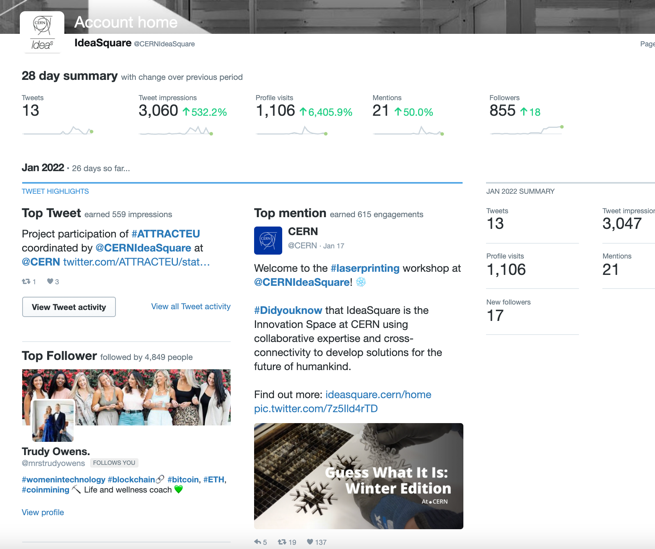 Account home
CERN
Idea²
IdeaSquare @CERNIdeaSquare
Page
28 day summary with change over previous period
Tweets
13
Tweet impressions
3,060 ↑532.2%
Profile visits
1,106 ↑6,405.9%
Mentions
21 ↑50.0%
Followers
855 ↑18
Jan 2022 • 26 days so far...
TWEET HIGHLIGHTS
Top Tweet earned 559 impressions
Project participation of #ATTRACTEU
coordinated by @CERNIdeaSquare at
@CERN twitter.com/ATTRACTEU/stat…
1 3
View Tweet activity
View all Tweet activity
Top Follower followed by 4,849 people
Trudy Owens.
@mrstrudyowens FOLLOWS YOU
#womenintechnology #blockchain🔗 #bitcoin, #ETH,
#coinmining ⛏ Life and wellness coach 💚
View profile
Top mention earned 615 engagements
CERN
@CERN · Jan 17
Welcome to the #laserprinting workshop at
@CERNIdeaSquare! ❄️
#Didyouknow that IdeaSquare is the
Innovation Space at CERN using
collaborative expertise and cross-
connectivity to develop solutions for the
future of humankind.
Find out more: ideasquare.cern/home
pic.twitter.com/7z5Ild4rTD
Guess What It Is:
Winter Edition
At CERN
5 19 137
JAN 2022 SUMMARY
Tweets
13
Tweet impression
3,047
Profile visits
1,106
Mentions
21
New followers
17